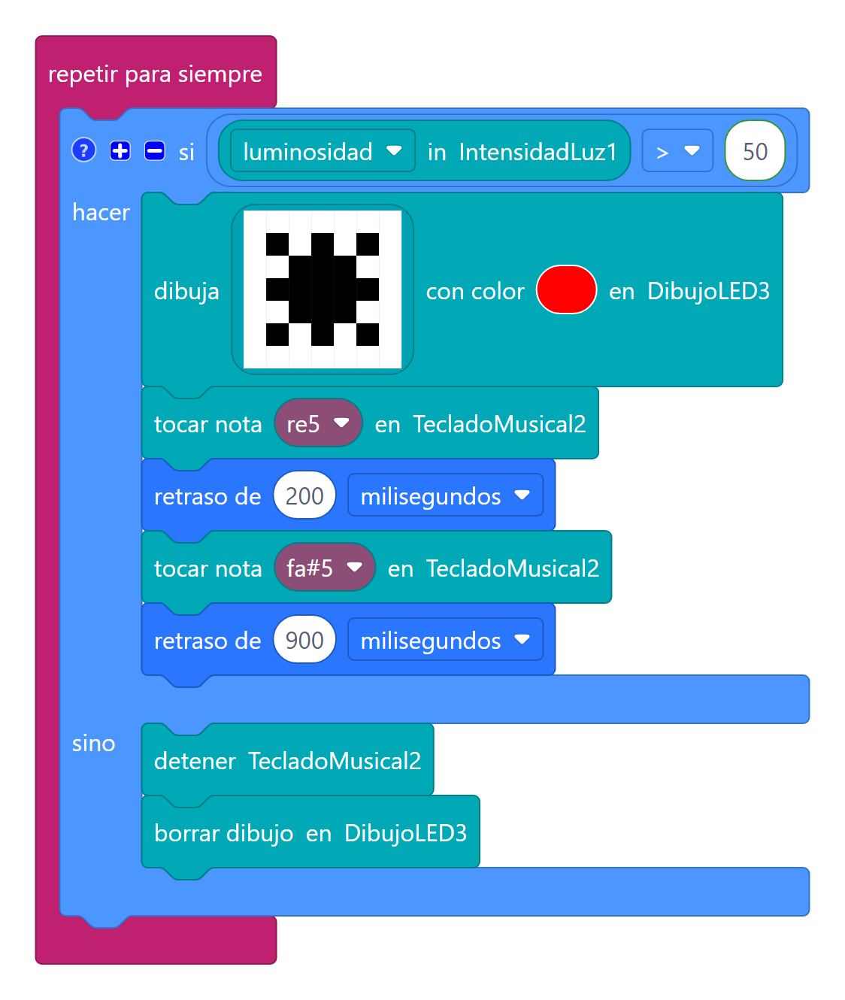 repetir para siempre
? si luminosidad in IntensidadLuz1 > 50
hacer
dibuja con color en DibujoLED3
tocar nota re5 en TecladoMusical2
retraso de 200 milisegundos
tocar nota fa#5 en TecladoMusical2
retraso de 900 milisegundos
sino
detener TecladoMusical2
borrar dibujo en DibujoLED3